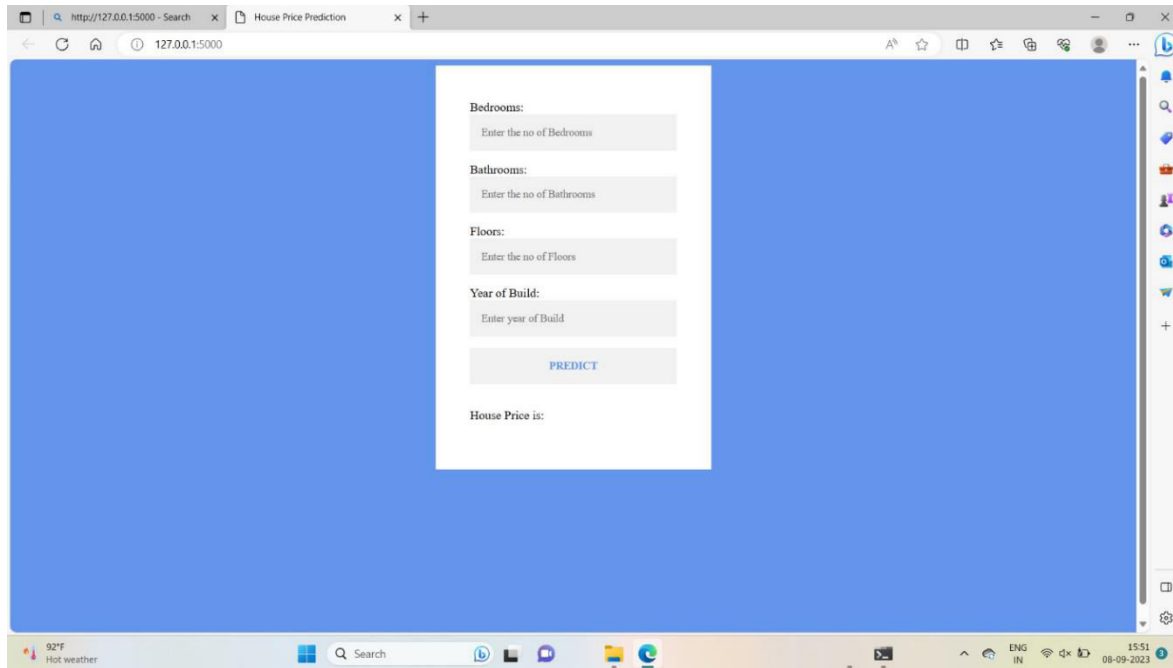 http://127.0.0.1:5000 - Search
House Price Prediction
127.0.0.1:5000
Bedrooms:
Enter the no of Bedrooms
Bathrooms:
Enter the no of Bathrooms
Floors:
Enter the no of Floors
Year of Build:
Enter year of Build
PREDICT
House Price is:
92°F
Hot weather
Search
ENG
IN
15:51
08-09-2023
3